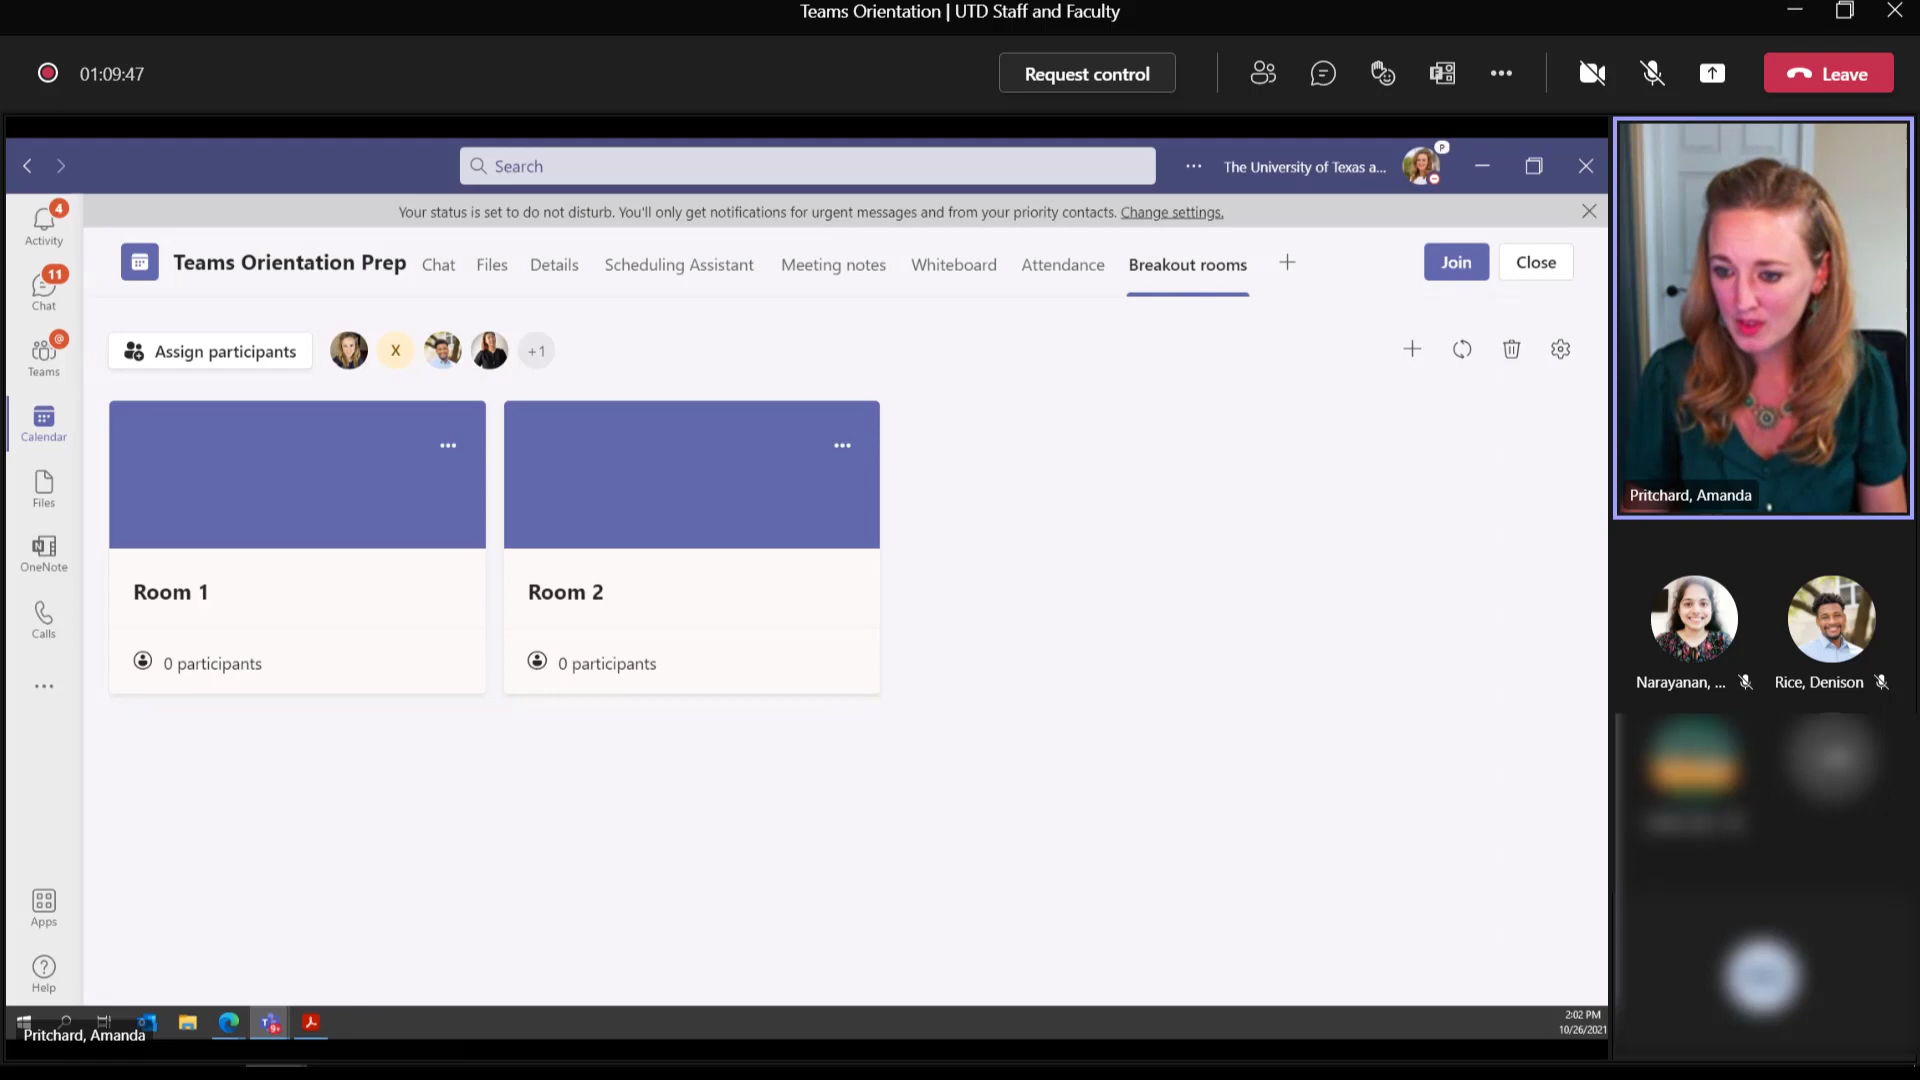 Teams Orientation | UTD Staff and Faculty
01:09:47
Request control
Leave
Search
The University of Texas a...
P
Your status is set to do not disturb. You'll only get notifications for urgent messages and from your priority contacts. Change settings.
4
Activity
11
Chat
@
Teams
Calendar
Files
OneNote
Calls
Apps
Help
Teams Orientation Prep
Chat
Files
Details
Scheduling Assistant
Meeting notes
Whiteboard
Attendance
Breakout rooms
Join
Close
Assign participants
X
+1
Room 1
0 participants
Room 2
0 participants
Pritchard, Amanda
Narayanan, ...
Rice, Denison
9+
2:02 PM
10/26/2021
Pritchard, Amanda